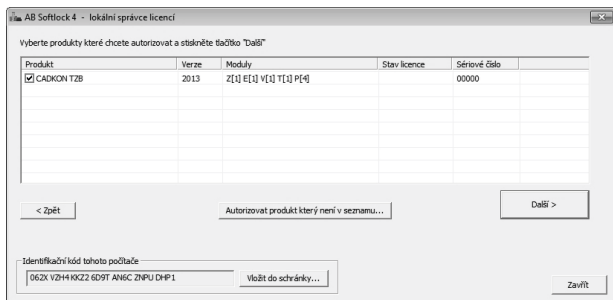 AB Softlock 4 - lokální správce licencí
Vyberte produkty které chcete autorizovat a stiskněte tlačítko "Další"
Produkt Verze Moduly Stav licence Sériové číslo
CADKON TZB 2013 Z[1] E[1] V[1] T[1] P[4] 00000
< Zpět Autorizovat produkt který není v seznamu... Další >
Identifikační kód tohoto počítače
062X VZH4 KKZ2 6D9T AN6C ZNPU DHP1 Vložit do schránky... Zavřít